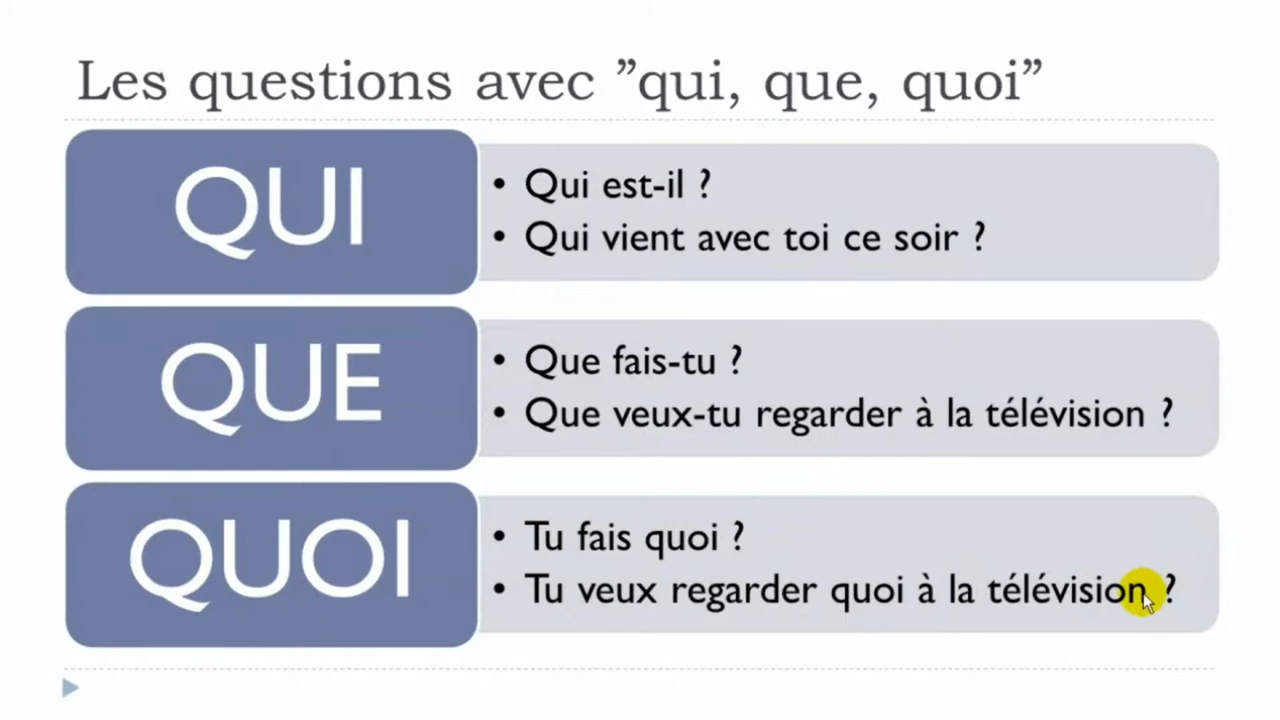 Les questions avec ”qui, que, quoi”
QUI
• Qui est-il ?
• Qui vient avec toi ce soir ?
QUE
• Que fais-tu ?
• Que veux-tu regarder à la télévision ?
QUOI
• Tu fais quoi ?
• Tu veux regarder quoi à la télévision ?